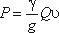 P = γ/g Qυ